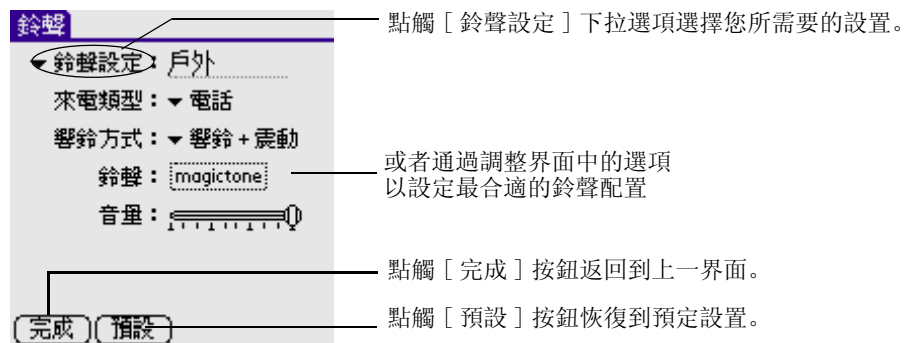 鈴聲
點觸［鈴聲設定］下拉選項選擇您所需要的設置。
鈴聲設定：戶外
來電類型：電話
響鈴方式：響鈴＋震動
鈴聲：magictone
或者通過調整界面中的選項
以設定最合適的鈴聲配置
音量：
點觸［完成］按鈕返回到上一界面。
完成 預設
點觸［預設］按鈕恢復到預定設置。